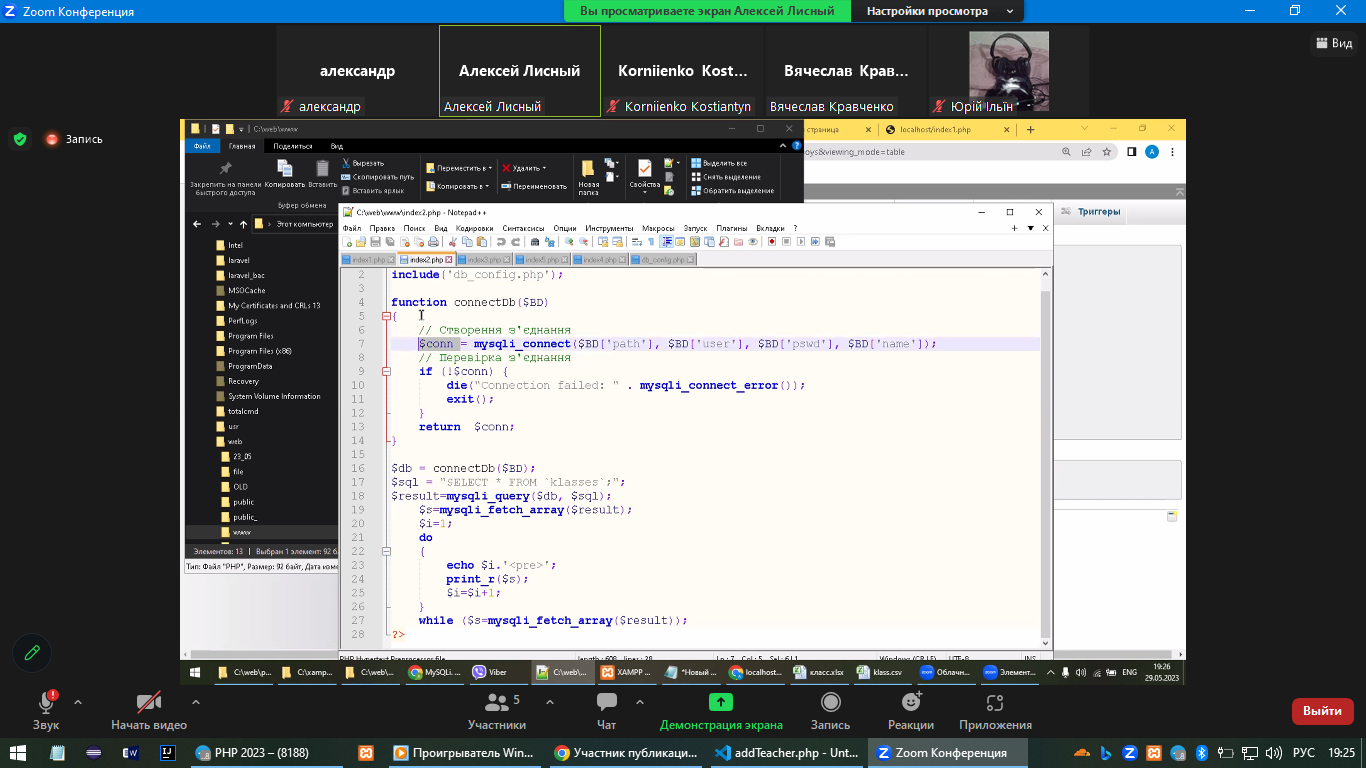 Zoom Конференция
Вы просматриваете экран Алексей Лисный
Настройки просмотра
Вид
александр
Алексей Лисный
Korniienko Kost...
Вячеслав Крав...
александр
Алексей Лисный
Korniienko Kostiantyn
Вячеслав Кравченко
Юрій Ільїн
Запись
C:\web\www
страница
localhost/index1.php
Файл
Главная
Поделиться
Вид
oys&viewing_mode=table
Закрепить на панели быстрого доступа
Копировать
Вставить
Вырезать
Скопировать путь
Вставить ярлык
Переместить в
Копировать в
Удалить
Переименовать
Новая папка
Свойства
Выделить все
Снять выделение
Обратить выделение
Буфер обмена
Этот компьютер
Триггеры
Intel
laravel
laravel_bac
MSOCache
My Certificates and CRLs 13
PerfLogs
Program Files
Program Files (x86)
ProgramData
Recovery
System Volume Information
totalcmd
usr
web
23_05
file
OLD
public
public_
www
Элементов: 13
Выбран 1 элемент: 92 б
Тип: Файл "PHP", Размер: 92 байт, Дата изме
C:\web\www\index2.php - Notepad++
Файл Правка Поиск Вид Кодировки Синтаксисы Опции Инструменты Макросы Запуск Плагины Вкладки ?
index1.php
index2.php
index3.php
index5.php
index4.php
db_config.php
2 include('db_config.php');
3
4 function connectDb($BD)
5 {
6 // Створення з'єднання
7 $conn = mysqli_connect($BD['path'], $BD['user'], $BD['pswd'], $BD['name']);
8 // Перевірка з'єднання
9 if (!$conn) {
10 die("Connection failed: " . mysqli_connect_error());
11 exit();
12 }
13 return $conn;
14 }
15
16 $db = connectDb($BD);
17 $sql = "SELECT * FROM `klasses`;";
18 $result=mysqli_query($db, $sql);
19 $s=mysqli_fetch_array($result);
20 $i=1;
21 do
22 {
23 echo $i.'<pre>';
24 print_r($s);
25 $i=$i+1;
26 }
27 while ($s=mysqli_fetch_array($result));
28 ?>
C:\web\p...
C:\xamp...
C:\web\...
MySQLi...
Viber
C:\web\...
XAMPP ...
*Новый ...
localhost...
класс.xlsx
klass.csv
Облачн...
Элемент...
ENG
19:26
29.05.2023
Звук
Начать видео
Участники
5
Чат
Демонстрация экрана
Запись
Реакции
Приложения
Выйти
PHP 2023 – (8188)
Проигрыватель Win...
Участник публикаци...
addTeacher.php - Unt...
Zoom Конференция
РУС
19:25